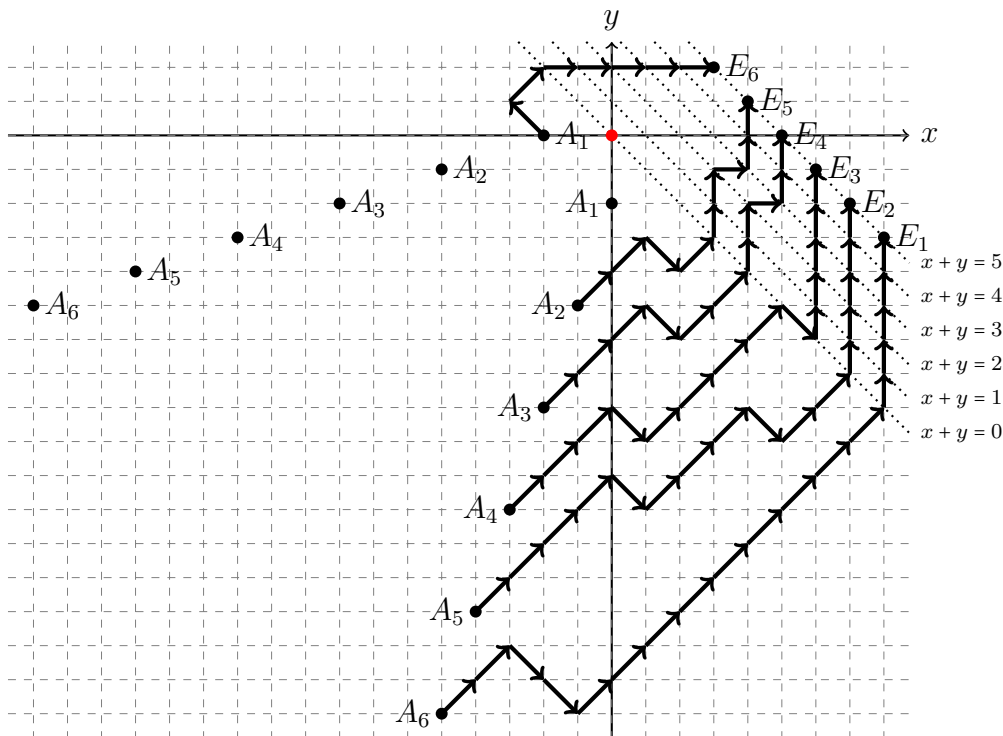 y
E₆
E₅
A₁ E₄ x
A₂ E₃
A₃ A₁ E₂
A₄ E₁
x + y = 5
A₅
x + y = 4
A₆ A₂
x + y = 3
x + y = 2
x + y = 1
A₃
x + y = 0
A₄
A₅
A₆